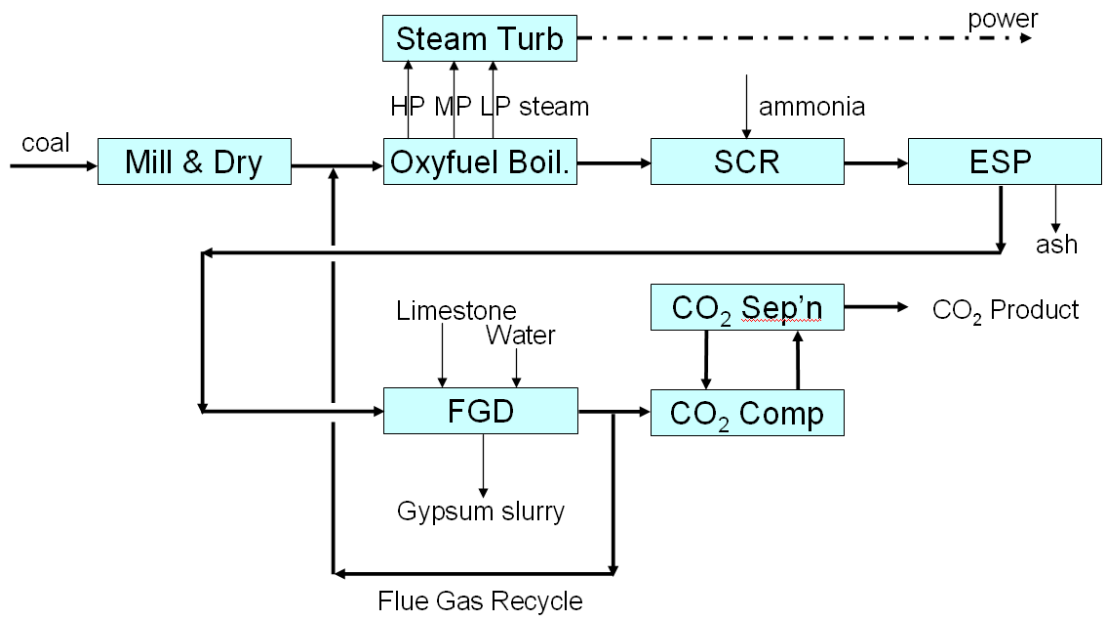 power
Steam Turb
HP MP LP steam
ammonia
coal
Mill & Dry
Oxyfuel Boil.
SCR
ESP
ash
CO₂ Sep’n
CO₂ Product
Limestone
Water
FGD
CO₂ Comp
Gypsum slurry
Flue Gas Recycle